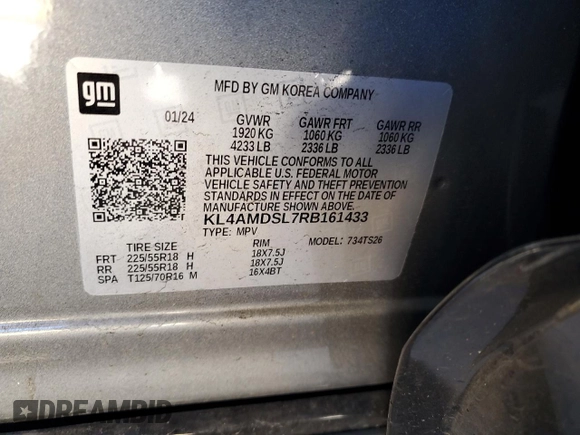 gm
MFD BY GM KOREA COMPANY
01/24 GVWR GAWR FRT GAWR RR
1920 KG 1060 KG 1060 KG
4233 LB 2336 LB 2336 LB
THIS VEHICLE CONFORMS TO ALL
APPLICABLE U.S. FEDERAL MOTOR
VEHICLE SAFETY AND THEFT PREVENTION
STANDARDS IN EFFECT ON THE DATE OF
MANUFACTURE SHOWN ABOVE.
KL4AMDSL7RB161433
TYPE: MPV MODEL: 734TS26
TIRE SIZE RIM
FRT 225/55R18 H 18X7.5J
RR 225/55R18 H 18X7.5J
SPA T125/70R16 M 16X4BT
DREAMBID